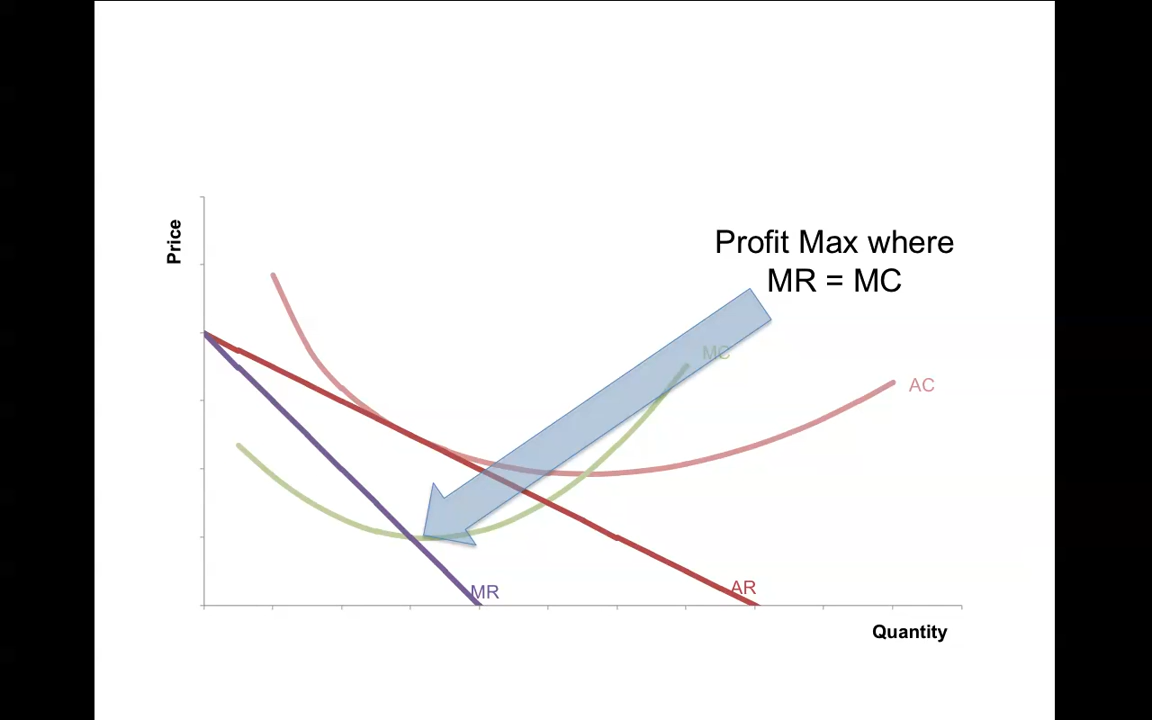 Price
Profit Max where
MR = MC
MC
AC
MR
AR
Quantity